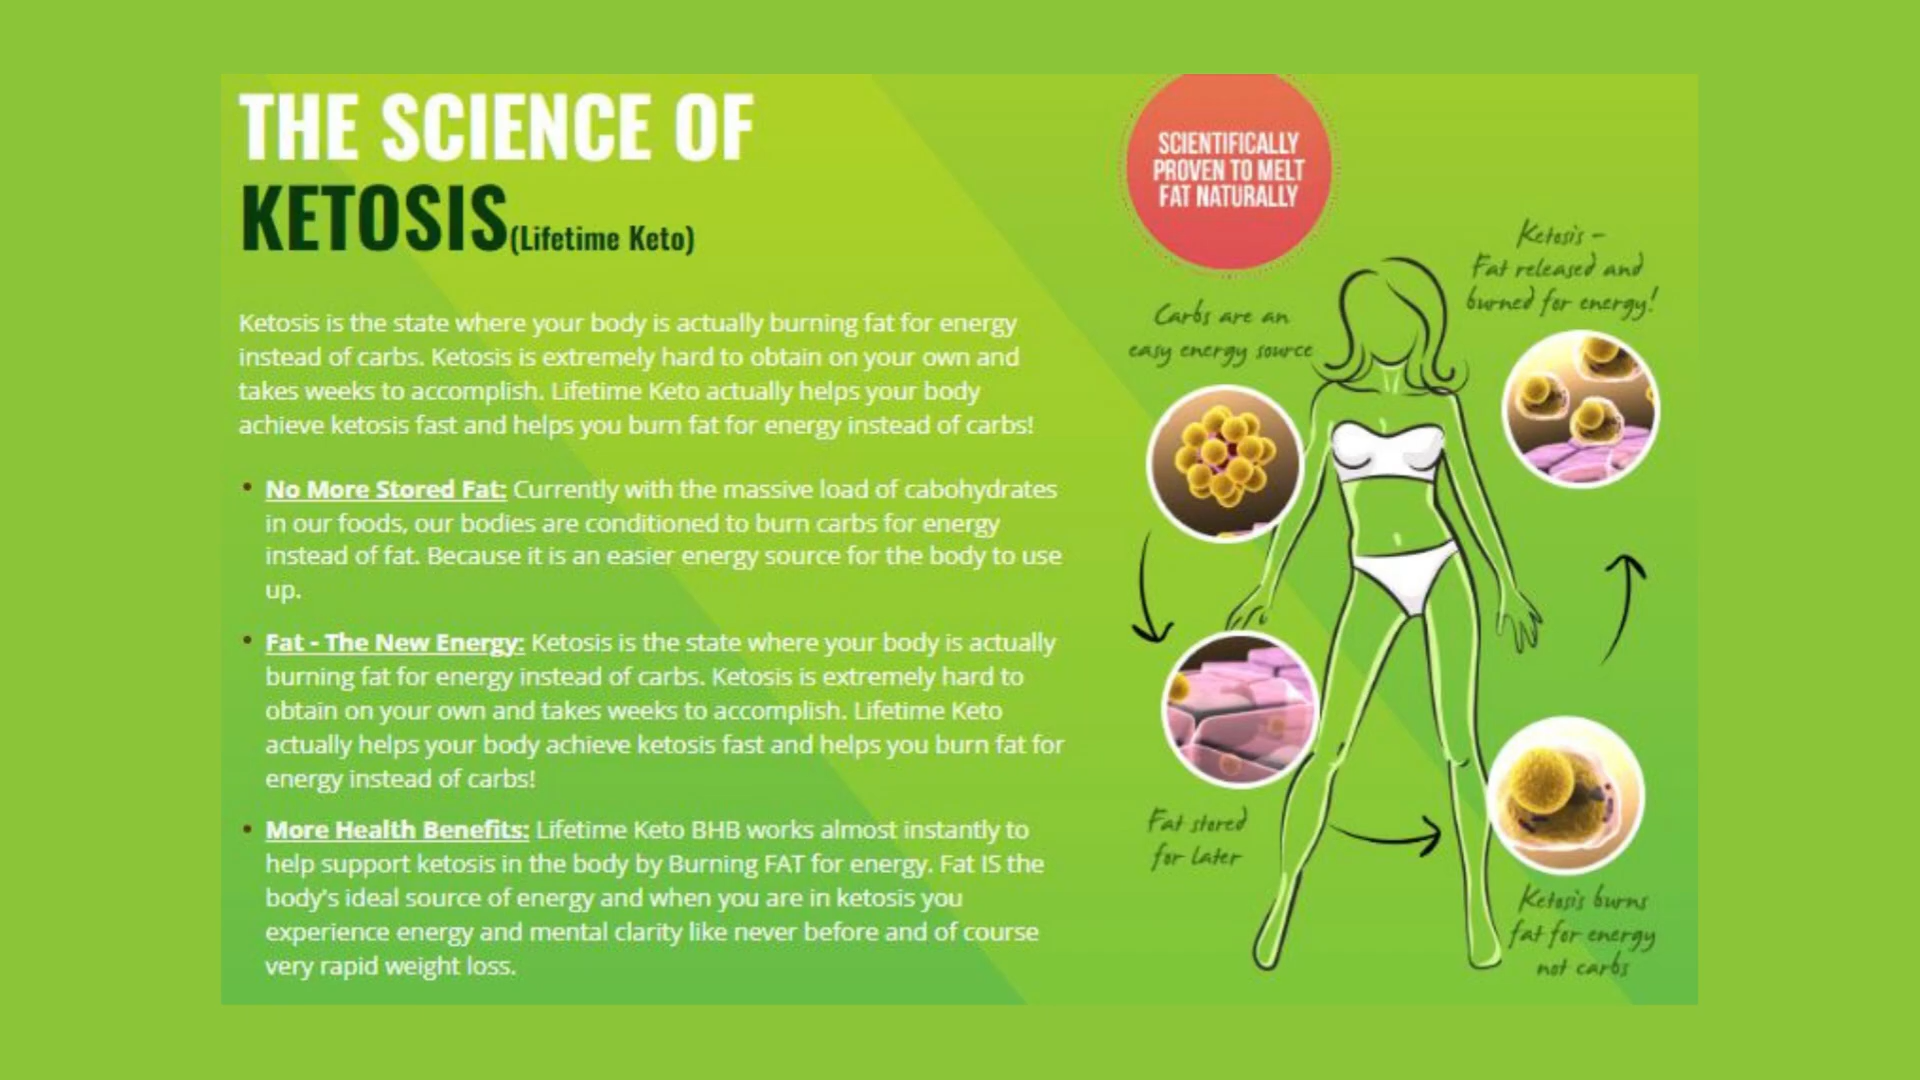 THE SCIENCE OF
KETOSIS(Lifetime Keto)
Ketosis is the state where your body is actually burning fat for energy
instead of carbs. Ketosis is extremely hard to obtain on your own and
takes weeks to accomplish. Lifetime Keto actually helps your body
achieve ketosis fast and helps you burn fat for energy instead of carbs!
• No More Stored Fat: Currently with the massive load of cabohydrates
in our foods, our bodies are conditioned to burn carbs for energy
instead of fat. Because it is an easier energy source for the body to use
up.
• Fat - The New Energy: Ketosis is the state where your body is actually
burning fat for energy instead of carbs. Ketosis is extremely hard to
obtain on your own and takes weeks to accomplish. Lifetime Keto
actually helps your body achieve ketosis fast and helps you burn fat for
energy instead of carbs!
• More Health Benefits: Lifetime Keto BHB works almost instantly to
help support ketosis in the body by Burning FAT for energy. Fat IS the
body's ideal source of energy and when you are in ketosis you
experience energy and mental clarity like never before and of course
very rapid weight loss.
SCIENTIFICALLY
PROVEN TO MELT
FAT NATURALLY
Carbs are an
easy energy source
Ketosis –
Fat released and
burned for energy!
Fat stored
for later
Ketosis burns
fat for energy
not carbs